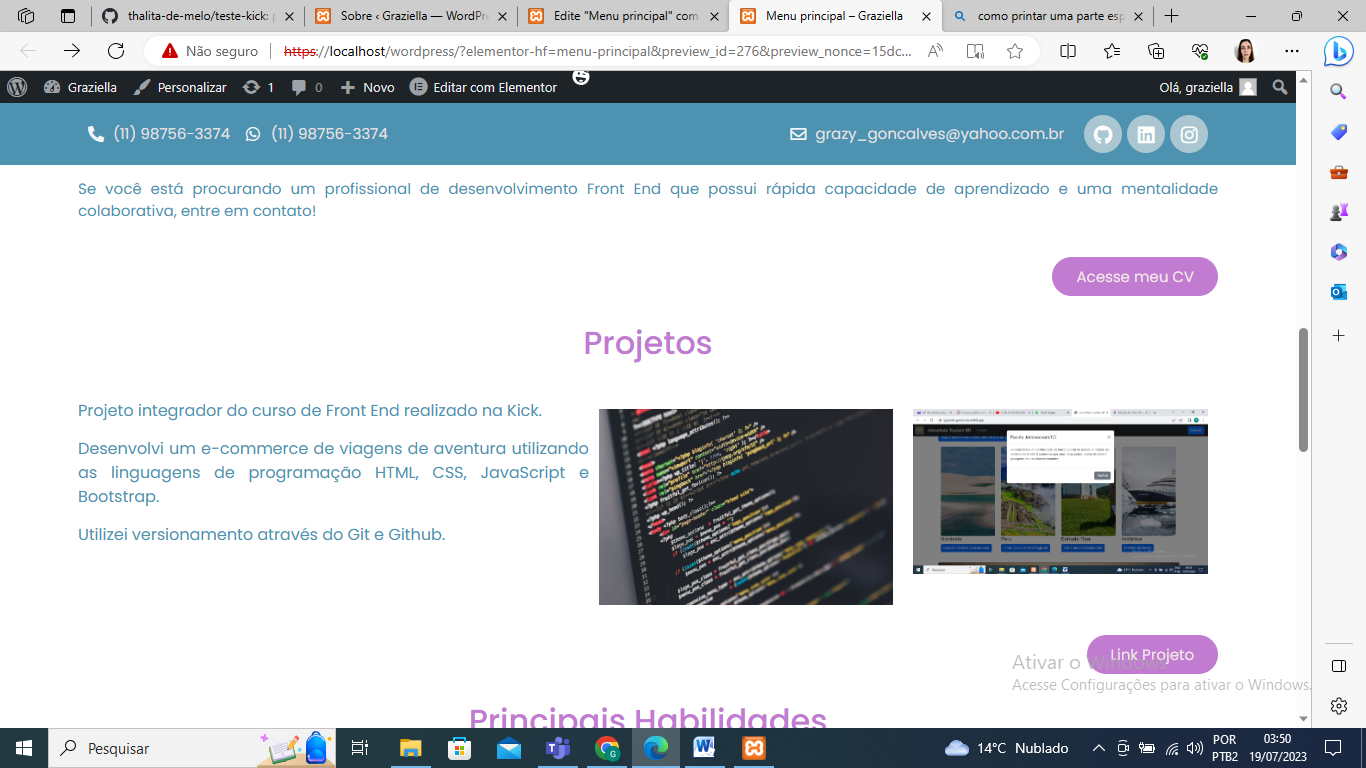 thalita-de-melo/teste-kick: p
Sobre ‹ Graziella — WordPre
Edite "Menu principal" com
Menu principal – Graziella
como printar uma parte esp
Não seguro
https://localhost/wordpress/?elementor-hf=menu-principal&preview_id=276&preview_nonce=15dc...
Graziella
Personalizar
1
0
Novo
Editar com Elementor
Olá, graziella
(11) 98756-3374
(11) 98756-3374
grazy_goncalves@yahoo.com.br
Se você está procurando um profissional de desenvolvimento Front End que possui rápida capacidade de aprendizado e uma mentalidade
colaborativa, entre em contato!
Acesse meu CV
Projetos
Projeto integrador do curso de Front End realizado na Kick.
Desenvolvi um e-commerce de viagens de aventura utilizando
as linguagens de programação HTML, CSS, JavaScript e
Bootstrap.
Utilizei versionamento através do Git e Github.
Link Projeto
Ativar o Windows
Acesse Configurações para ativar o Windows.
Principais Habilidades
Pesquisar
14°C Nublado
POR
PTB2
03:50
19/07/2023